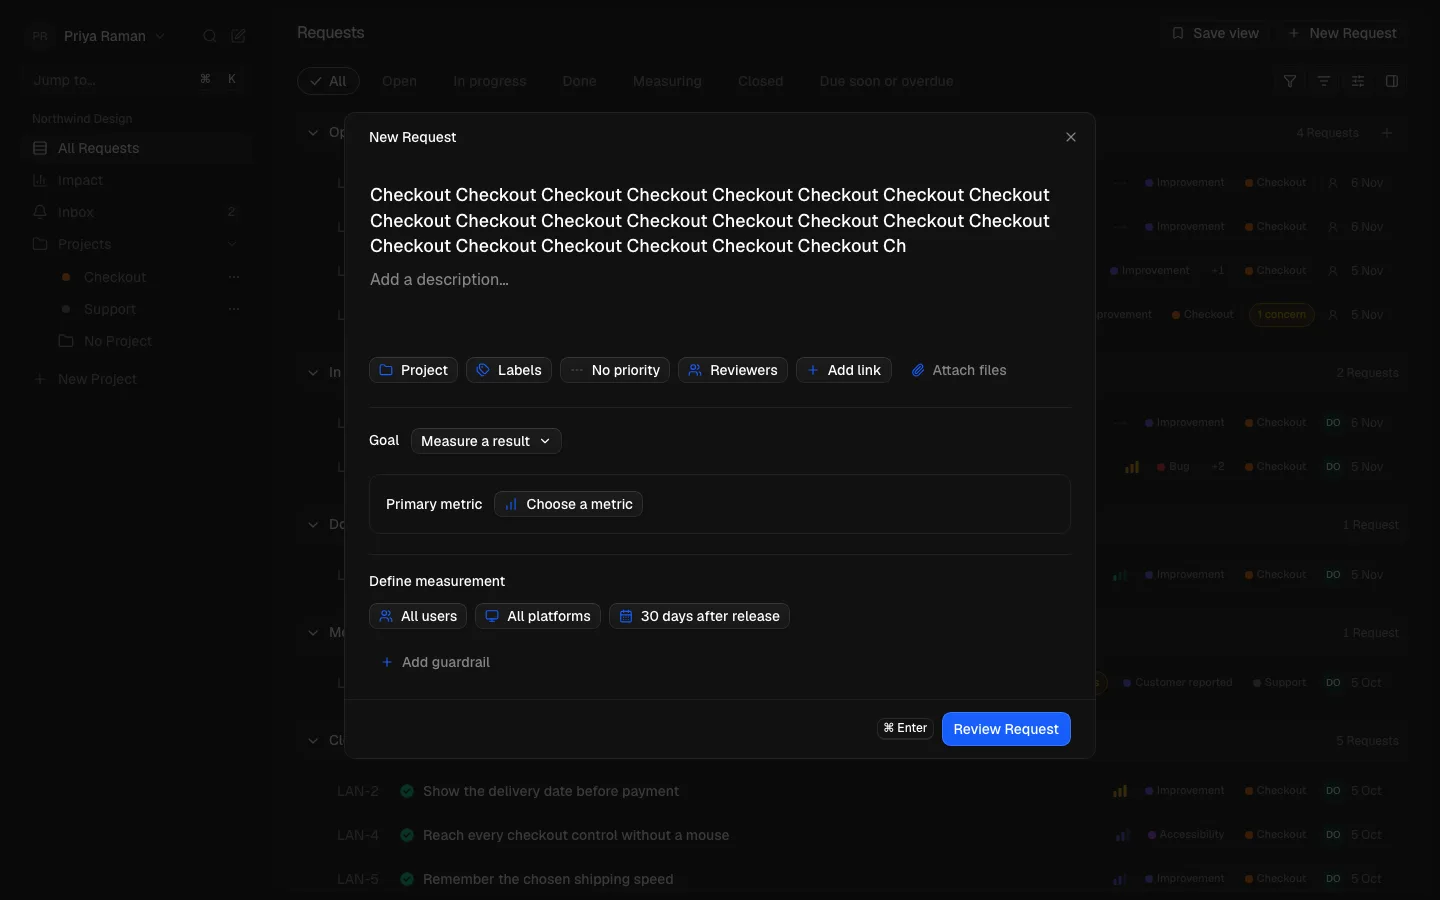 PR Priya Raman
Jump to... ⌘ K
Northwind Design
All Requests
Impact
Inbox 2
Projects
Checkout
Support
No Project
New Project
Requests
Save view
New Request
All
Open
In progress
Done
Measuring
Closed
Due soon or overdue
4 Requests
Improvement Checkout 6 Nov
Improvement Checkout 6 Nov
Improvement +1 Checkout 5 Nov
Checkout 1 concern 5 Nov
In
2 Requests
Improvement Checkout DO 6 Nov
Bug +2 Checkout DO 5 Nov
1 Request
Improvement Checkout DO 5 Nov
1 Request
Customer reported Support DO 5 Oct
5 Requests
LAN-2 Show the delivery date before payment Improvement Checkout DO 5 Oct
LAN-4 Reach every checkout control without a mouse Accessibility Checkout DO 5 Oct
LAN-5 Remember the chosen shipping speed Improvement Checkout DO 5 Oct
New Request
Checkout Checkout Checkout Checkout Checkout Checkout Checkout Checkout
Checkout Checkout Checkout Checkout Checkout Checkout Checkout Checkout
Checkout Checkout Checkout Checkout Checkout Checkout Ch
Add a description...
Project Labels No priority Reviewers Add link Attach files
Goal Measure a result
Primary metric Choose a metric
Define measurement
All users All platforms 30 days after release
Add guardrail
⌘ Enter Review Request